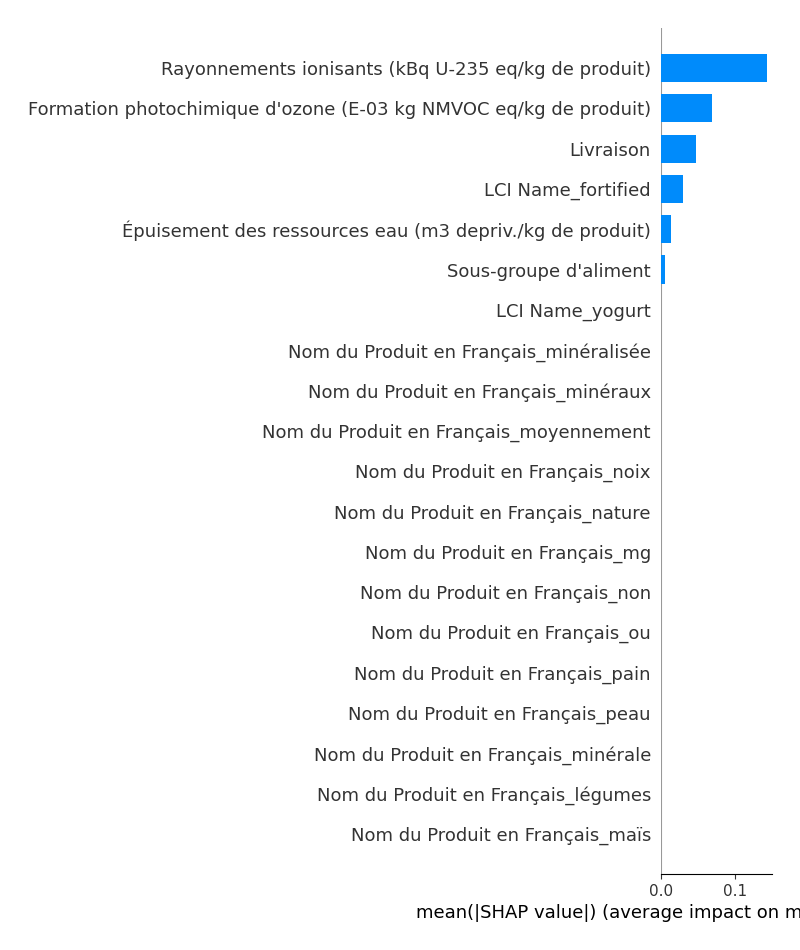 Rayonnements ionisants (kBq U-235 eq/kg de produit)
Formation photochimique d'ozone (E-03 kg NMVOC eq/kg de produit)
Livraison
LCI Name_fortified
Épuisement des ressources eau (m3 depriv./kg de produit)
Sous-groupe d'aliment
LCI Name_yogurt
Nom du Produit en Français_minéralisée
Nom du Produit en Français_minéraux
Nom du Produit en Français_moyennement
Nom du Produit en Français_noix
Nom du Produit en Français_nature
Nom du Produit en Français_mg
Nom du Produit en Français_non
Nom du Produit en Français_ou
Nom du Produit en Français_pain
Nom du Produit en Français_peau
Nom du Produit en Français_minérale
Nom du Produit en Français_légumes
Nom du Produit en Français_maïs
0.0 0.1
mean(|SHAP value|) (average impact on m